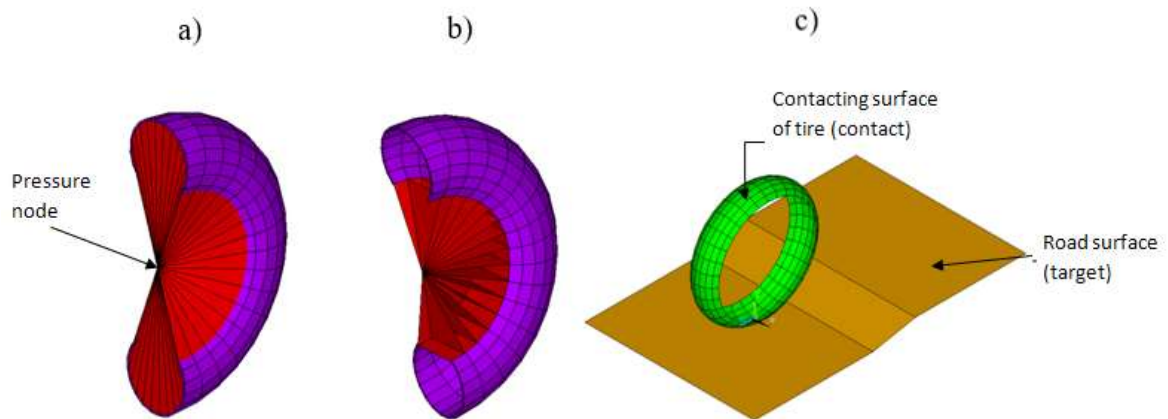 a)
b)
c)
Pressure
node
Contacting surface
of tire (contact)
Road surface
(target)